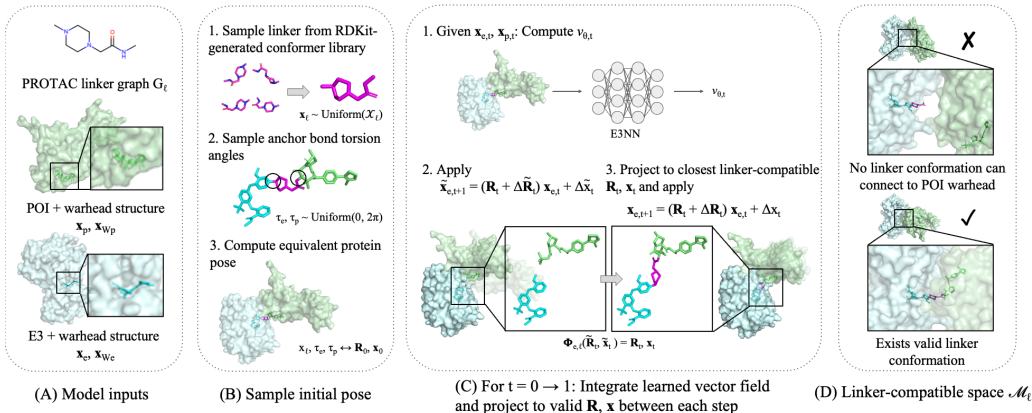 PROTAC linker graph Gℓ
POI + warhead structure
xp, xWp
E3 + warhead structure
xe, xWe
(A) Model inputs
1. Sample linker from RDKit-
generated conformer library
xℓ ~ Uniform(𝒳ℓ)
2. Sample anchor bond torsion
angles
τe, τp ~ Uniform(0, 2π)
3. Compute equivalent protein
pose
xℓ, τe, τp ↔ R0, x0
(B) Sample initial pose
1. Given xe,t, xp,t: Compute vθ,t
E3NN
vθ,t
2. Apply
x̃e,t+1 = (Rt + ΔR̃t) xe,t + Δx̃t
3. Project to closest linker-compatible
Rt, xt and apply
xe,t+1 = (Rt + ΔRt) xe,t + Δxt
Φe,ℓ(R̃t, x̃t) = Rt, xt
(C) For t = 0 → 1: Integrate learned vector field
and project to valid R, x between each step
✗
No linker conformation can
connect to POI warhead
✓
Exists valid linker
conformation
(D) Linker-compatible space ℳℓ